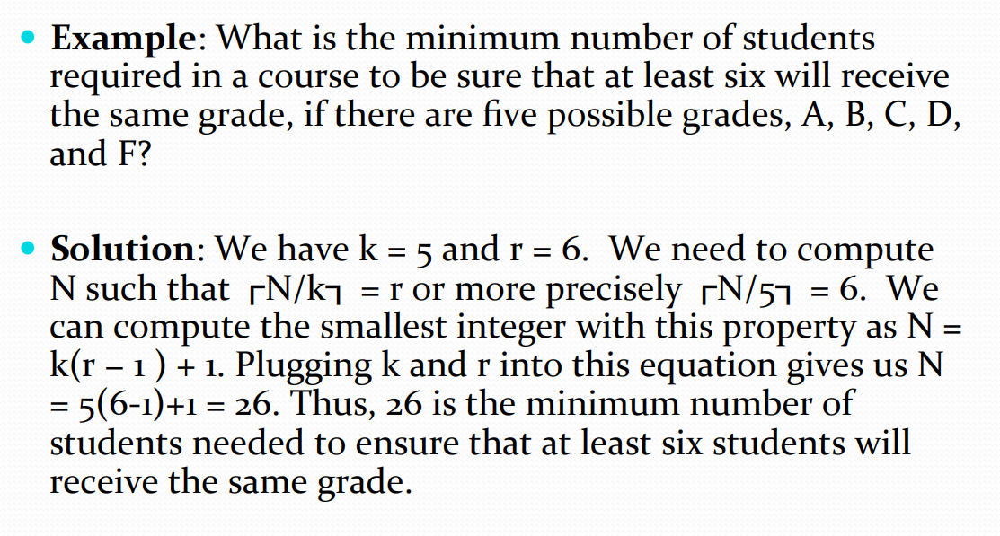 • Example: What is the minimum number of students
required in a course to be sure that at least six will receive
the same grade, if there are five possible grades, A, B, C, D,
and F?
• Solution: We have k = 5 and r = 6. We need to compute
N such that ┌N/k┐ = r or more precisely ┌N/5┐ = 6. We
can compute the smallest integer with this property as N =
k(r – 1 ) + 1. Plugging k and r into this equation gives us N
= 5(6-1)+1 = 26. Thus, 26 is the minimum number of
students needed to ensure that at least six students will
receive the same grade.